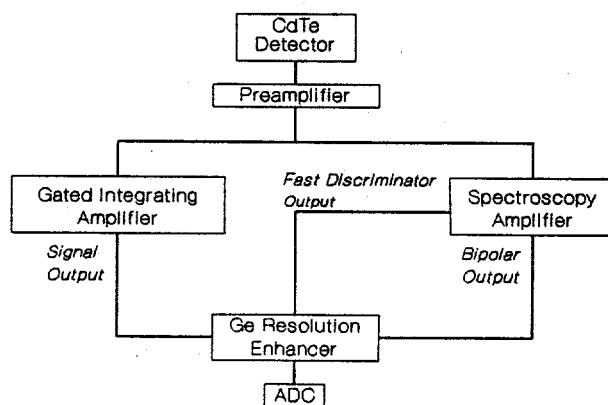 CdTe
Detector
Preamplifier
Gated Integrating
Amplifier
Fast Discriminator
Output
Spectroscopy
Amplifier
Signal
Output
Bipolar
Output
Ge Resolution
Enhancer
ADC